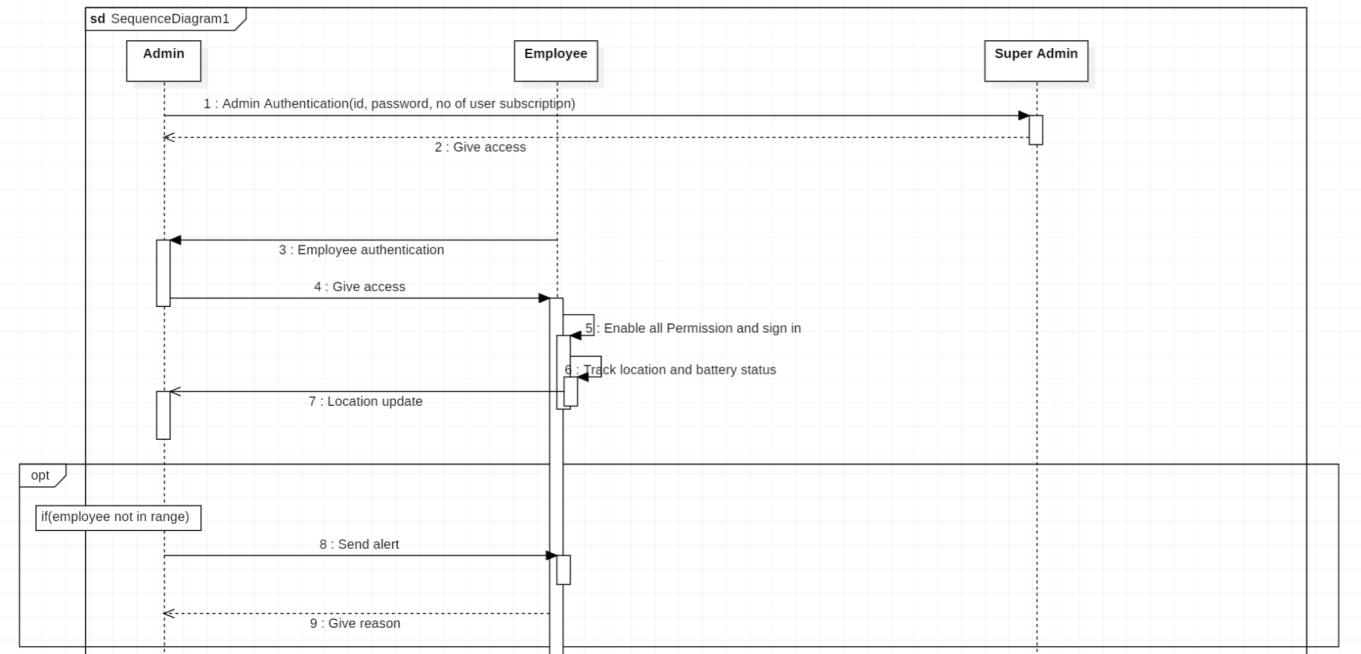 sd SequenceDiagram1
Admin
Employee
Super Admin
1 : Admin Authentication(id, password, no of user subscription)
2 : Give access
3 : Employee authentication
4 : Give access
5 : Enable all Permission and sign in
6 : Track location and battery status
7 : Location update
opt
if(employee not in range)
8 : Send alert
9 : Give reason